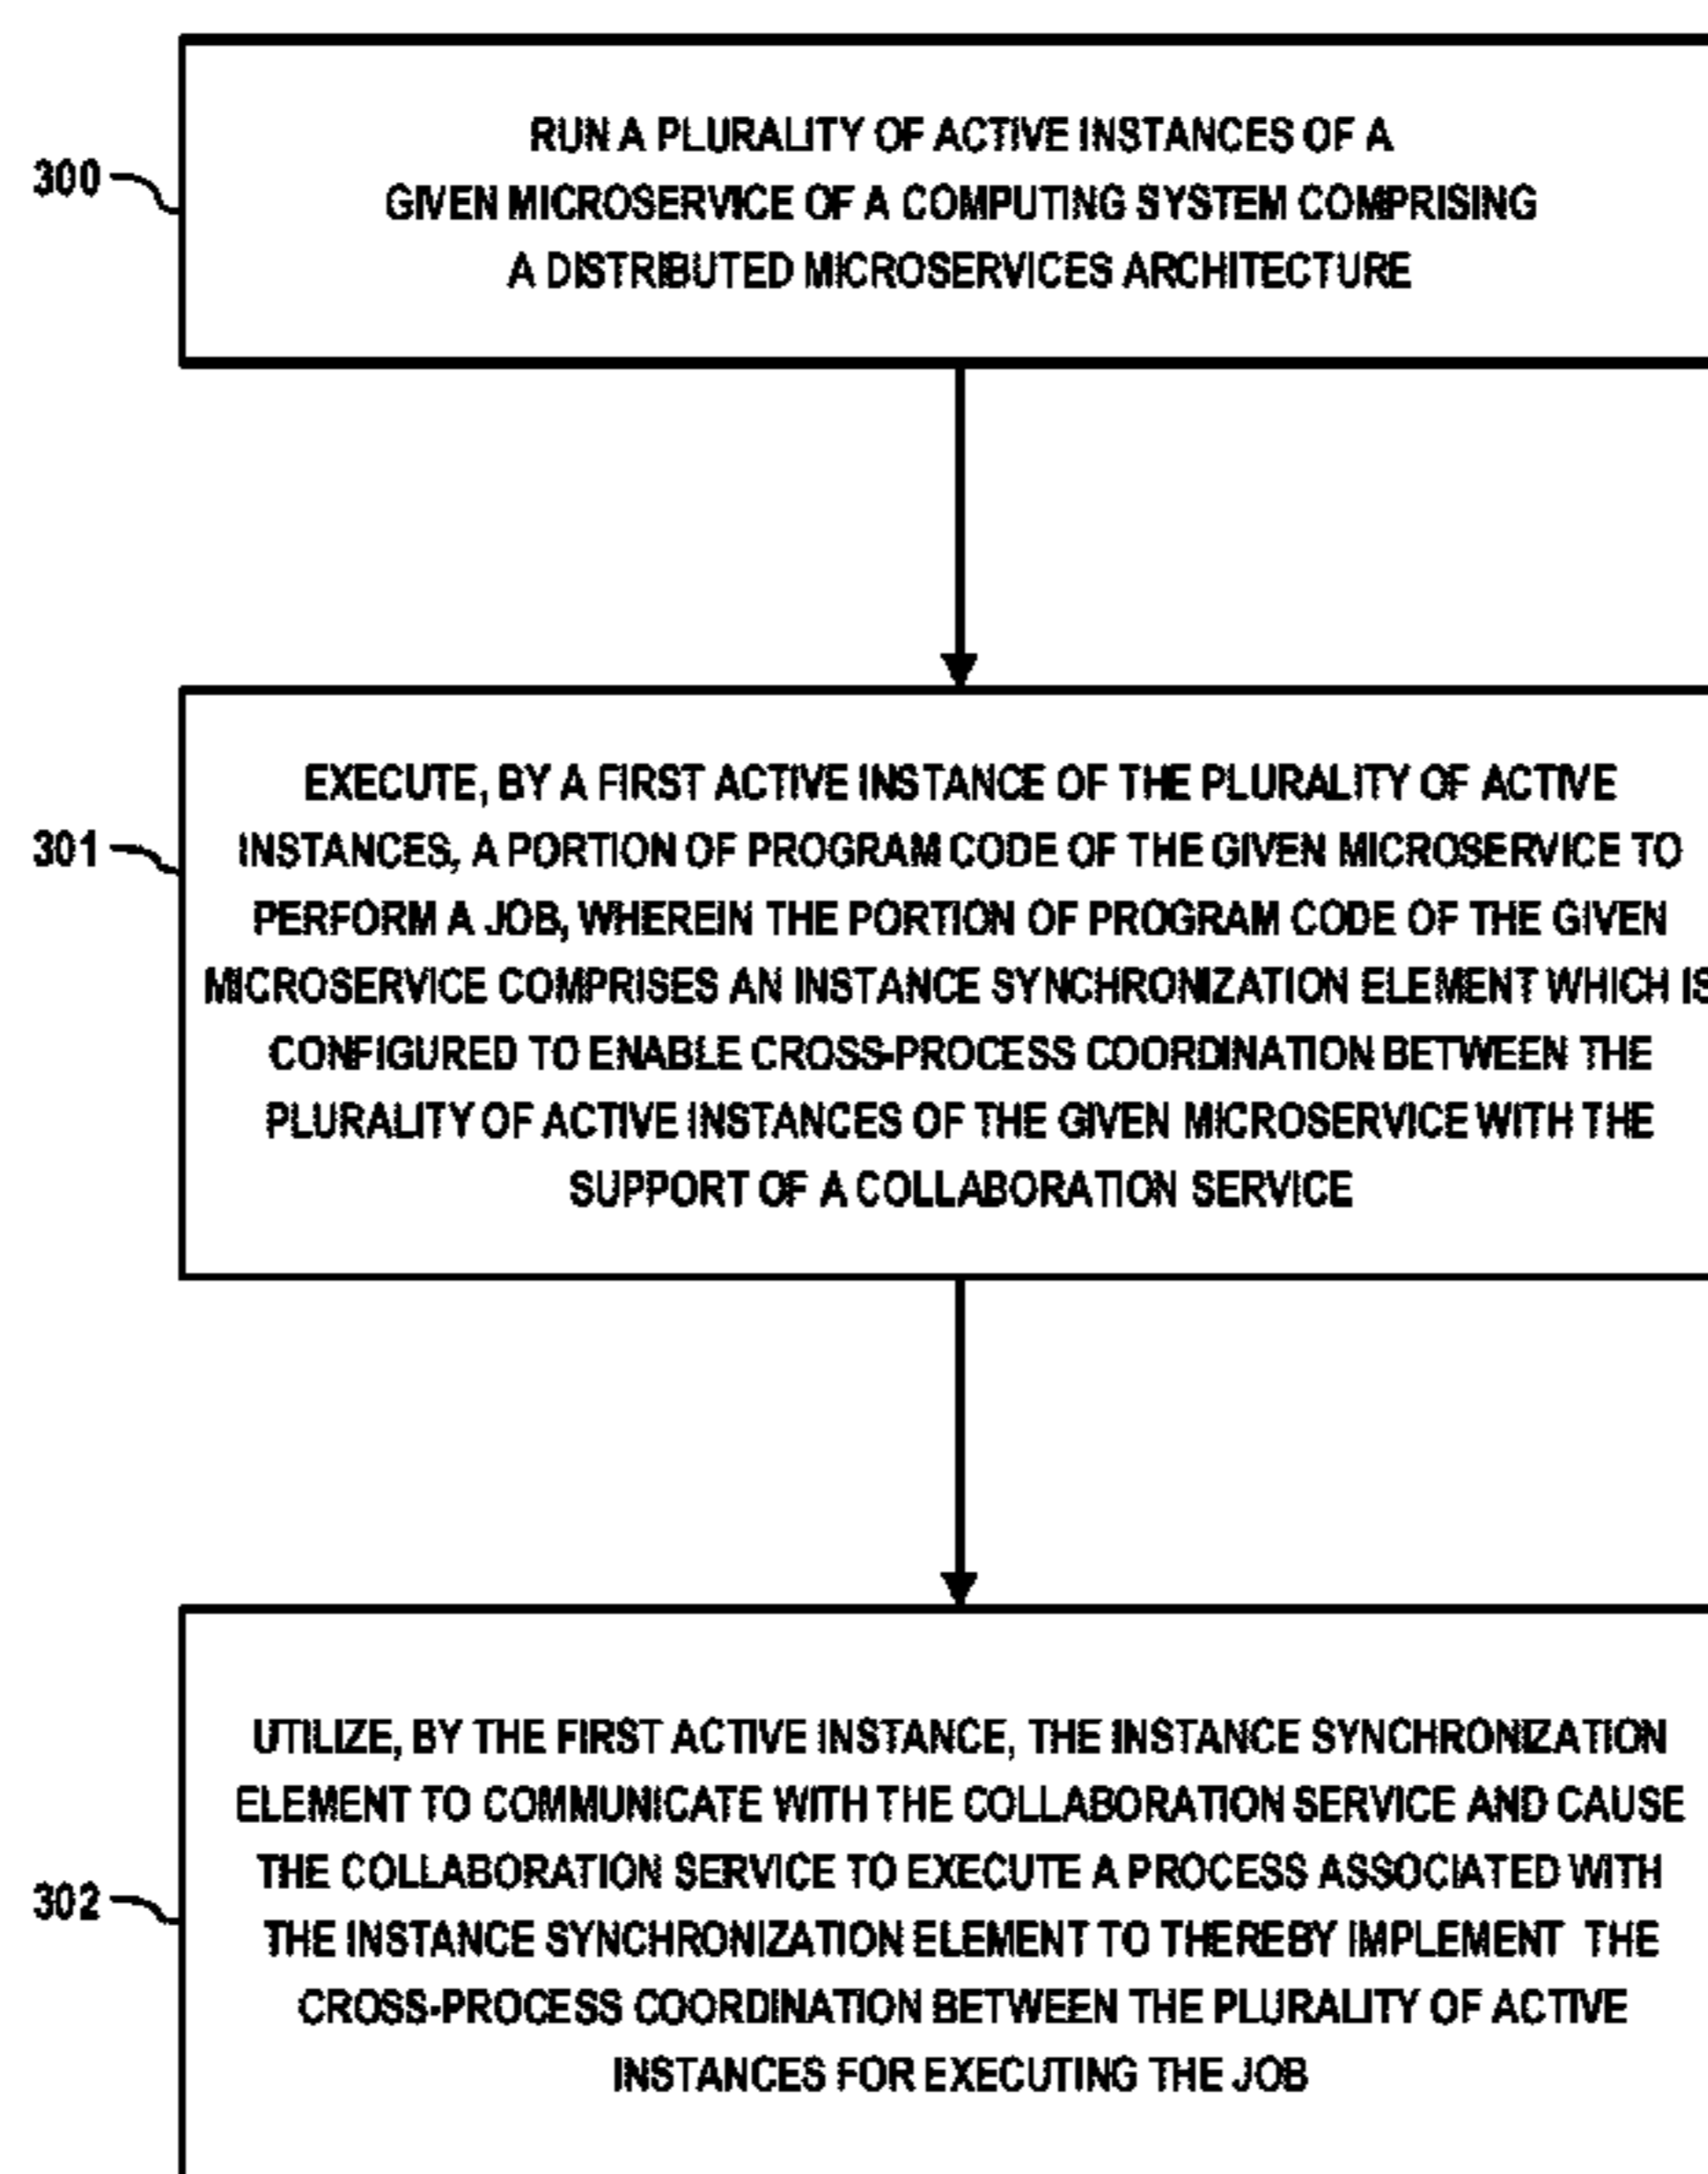 RUN A PLURALITY OF ACTIVE INSTANCES OF A
300
GIVEN MICROSERVICE OF A COMPUTING SYSTEM COMPRISING
A DISTRIBUTED MICROSERVICES ARCHITECTURE
EXECUTE, BY A FIRST ACTIVE INSTANCE OF THE PLURALITY OF ACTIVE
301
INSTANCES, A PORTION OF PROGRAM CODE OF THE GIVEN MICROSERVICE TO
PERFORM A JOB, WHEREIN THE PORTION OF PROGRAM CODE OF THE GIVEN
MICROSERVICE COMPRISES AN INSTANCE SYNCHRONIZATION ELEMENT WHICH IS
CONFIGURED TO ENABLE CROSS-PROCESS COORDINATION BETWEEN THE
PLURALITY OF ACTIVE INSTANCES OF THE GIVEN MICROSERVICE WITH THE
SUPPORT OF A COLLABORATION SERVICE
UTILIZE, BY THE FIRST ACTIVE INSTANCE, THE INSTANCE SYNCHRONIZATION
ELEMENT TO COMMUNICATE WITH THE COLLABORATION SERVICE AND CAUSE
THE COLLABORATION SERVICE TO EXECUTE A PROCESS ASSOCIATED WITH
302
THE INSTANCE SYNCHRONIZATION ELEMENT TO THEREBY IMPLEMENT THE
CROSS-PROCESS COORDINATION BETWEEN THE PLURALITY OF ACTIVE
INSTANCES FOR EXECUTING THE JOB